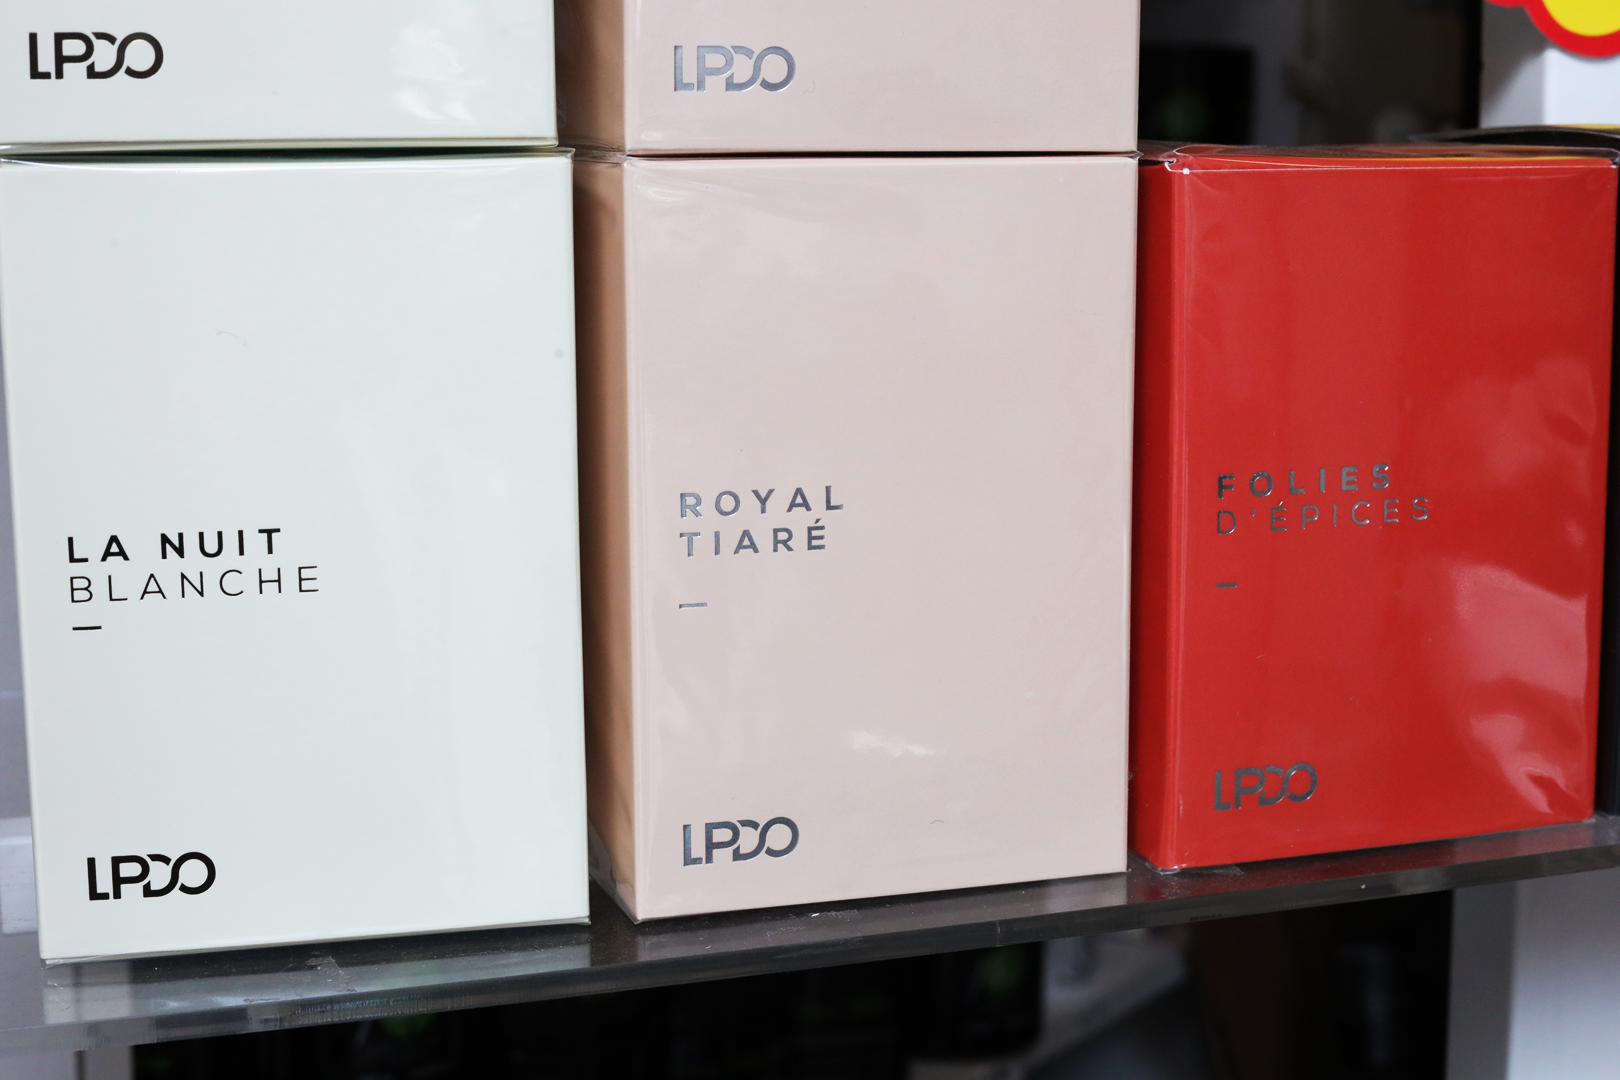 LPDO
LPDO
LA NUIT
BLANCHE
LPDO
ROYAL
TIARÉ
LPDO
FOLIES
D'ÉPICES
LPDO